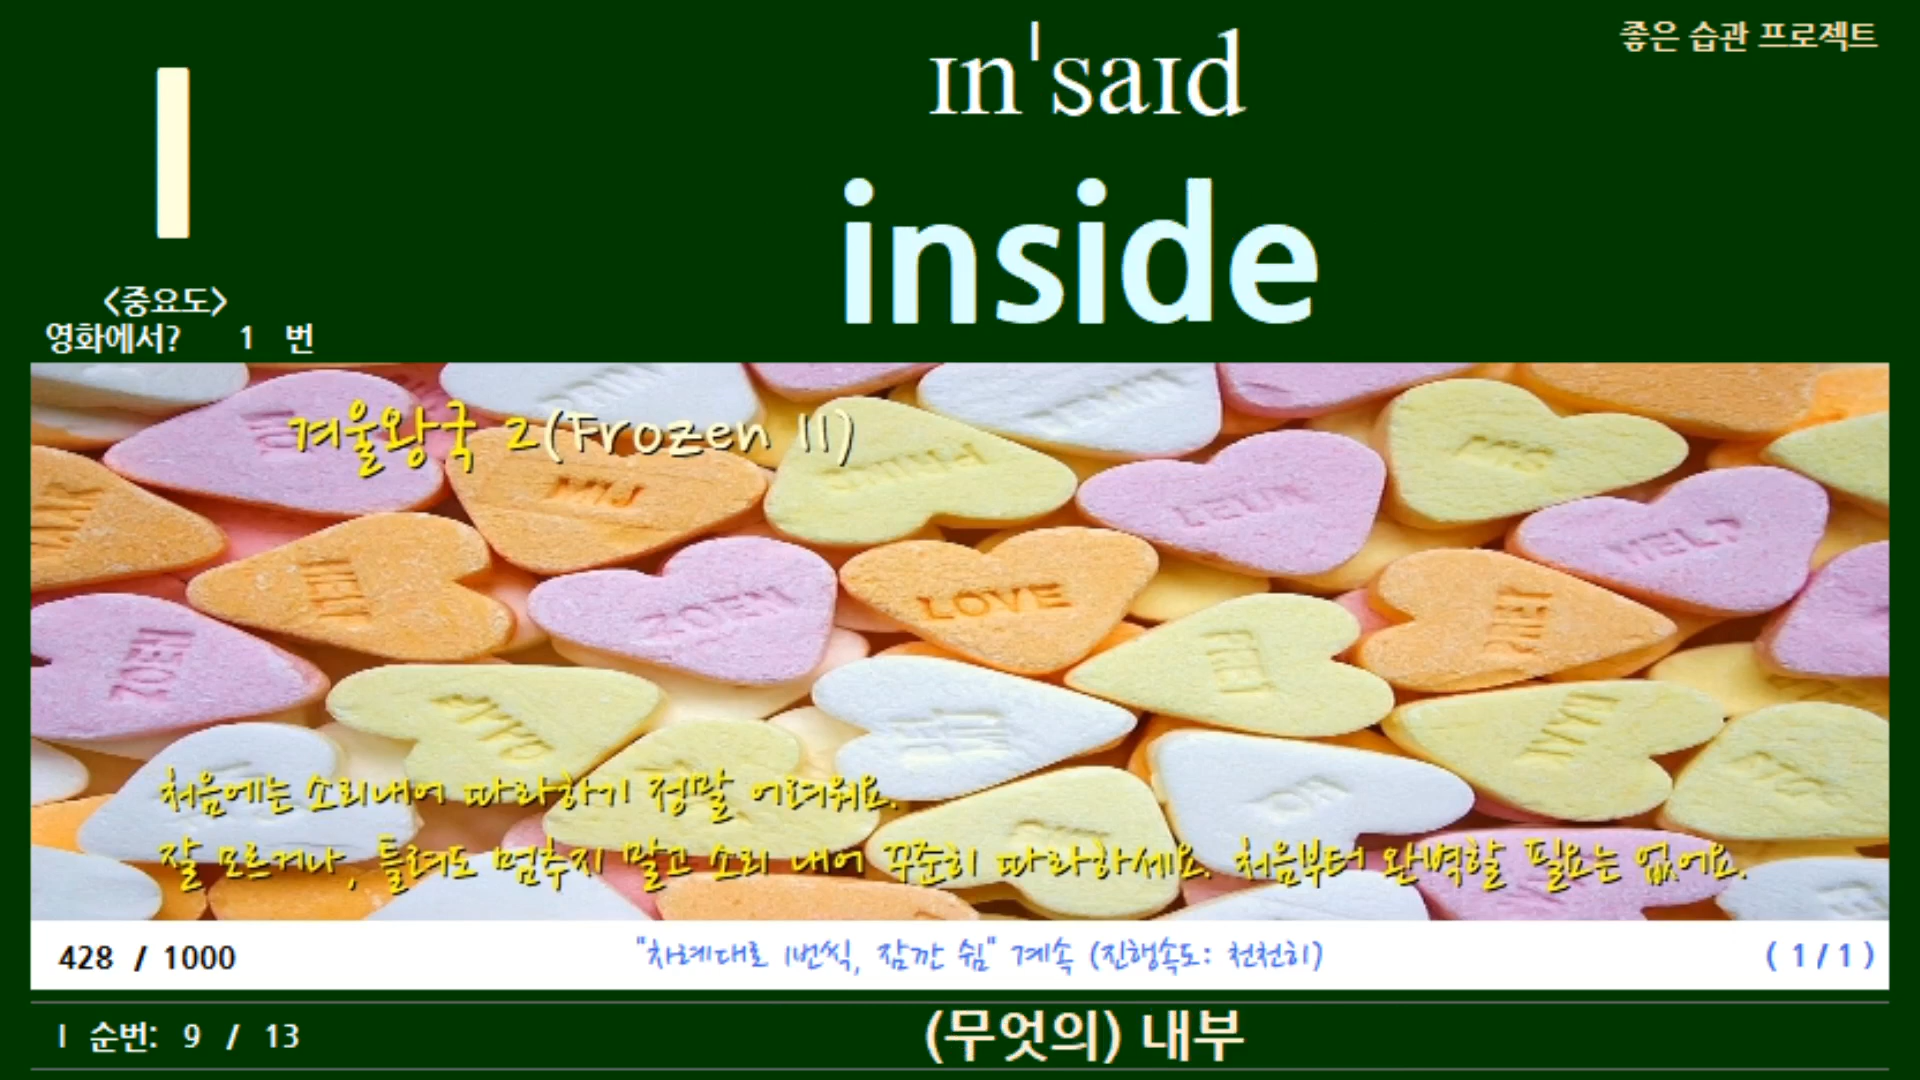 좋은 습관 프로젝트
I
ɪnˈsaɪd
inside
<중요도>
영화에서? 1 번
겨울왕국 2(Frozen II)
MIJ
LEUK
HELP
ZOEN
LOVE
처음에는 소리내어 따라하기 정말 어려워요.
잘 모르거나, 틀려도 멈추지 말고 소리 내어 꾸준히 따라하세요. 처음부터 완벽할 필요는 없어요.
428 / 1000
"차례대로 1번씩, 잠깐 쉼" 계속 (진행속도: 천천히)
( 1 / 1 )
I 순번: 9 / 13
(무엇의) 내부